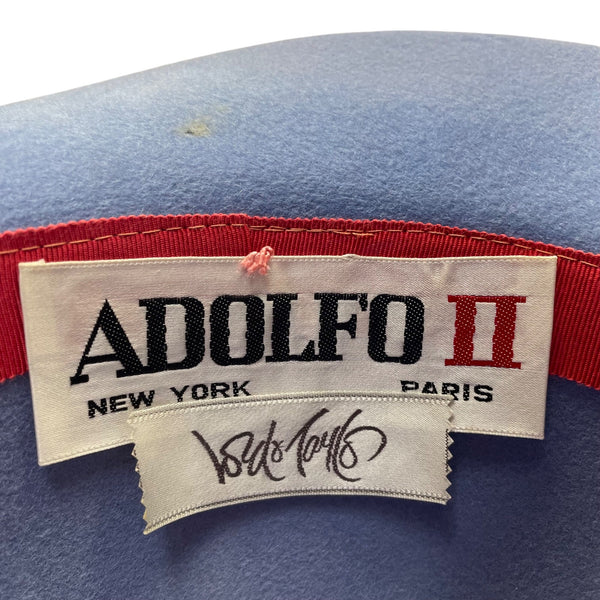 ADOLFO II
NEW YORK PARIS
Lord & Taylor